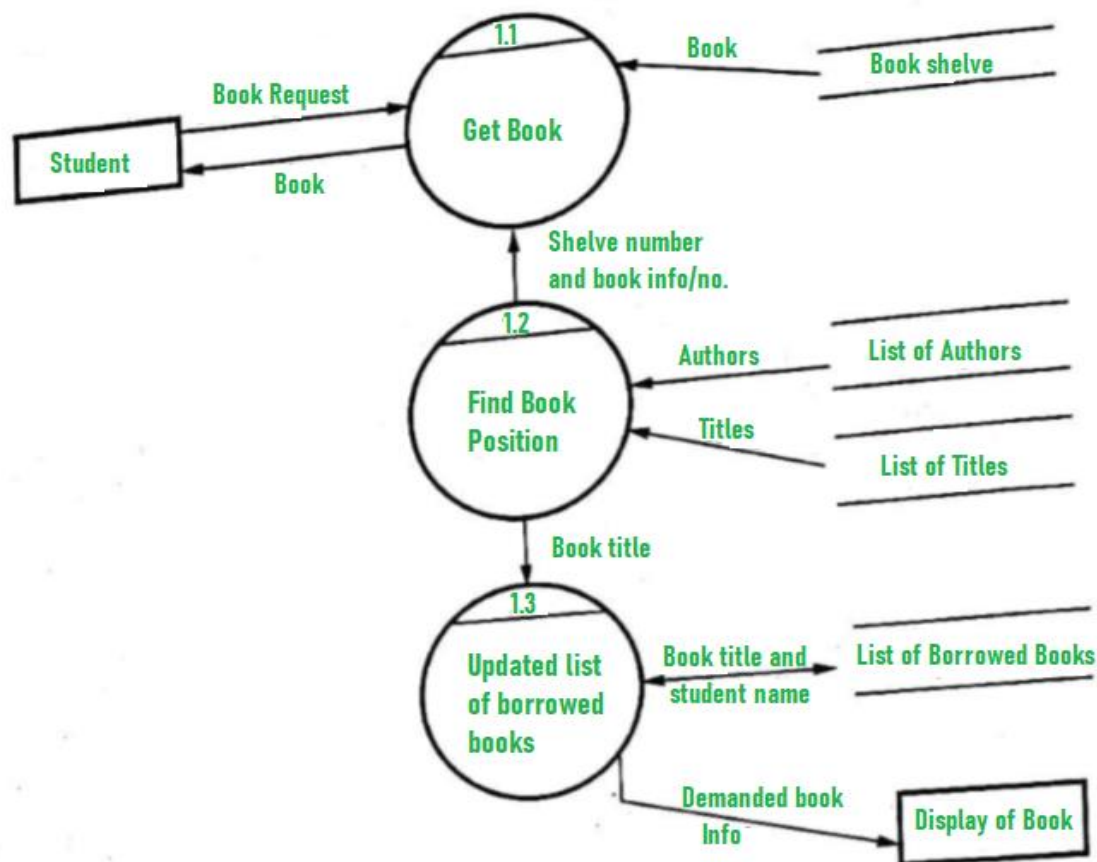 1.1
Book
Book shelve
Book Request
Get Book
Student
Book
Shelve number
and book info/no.
1.2
Authors
List of Authors
Find Book
Position
Titles
List of Titles
Book title
1.3
Updated list
of borrowed
books
Book title and
student name
List of Borrowed Books
Demanded book
Info
Display of Book